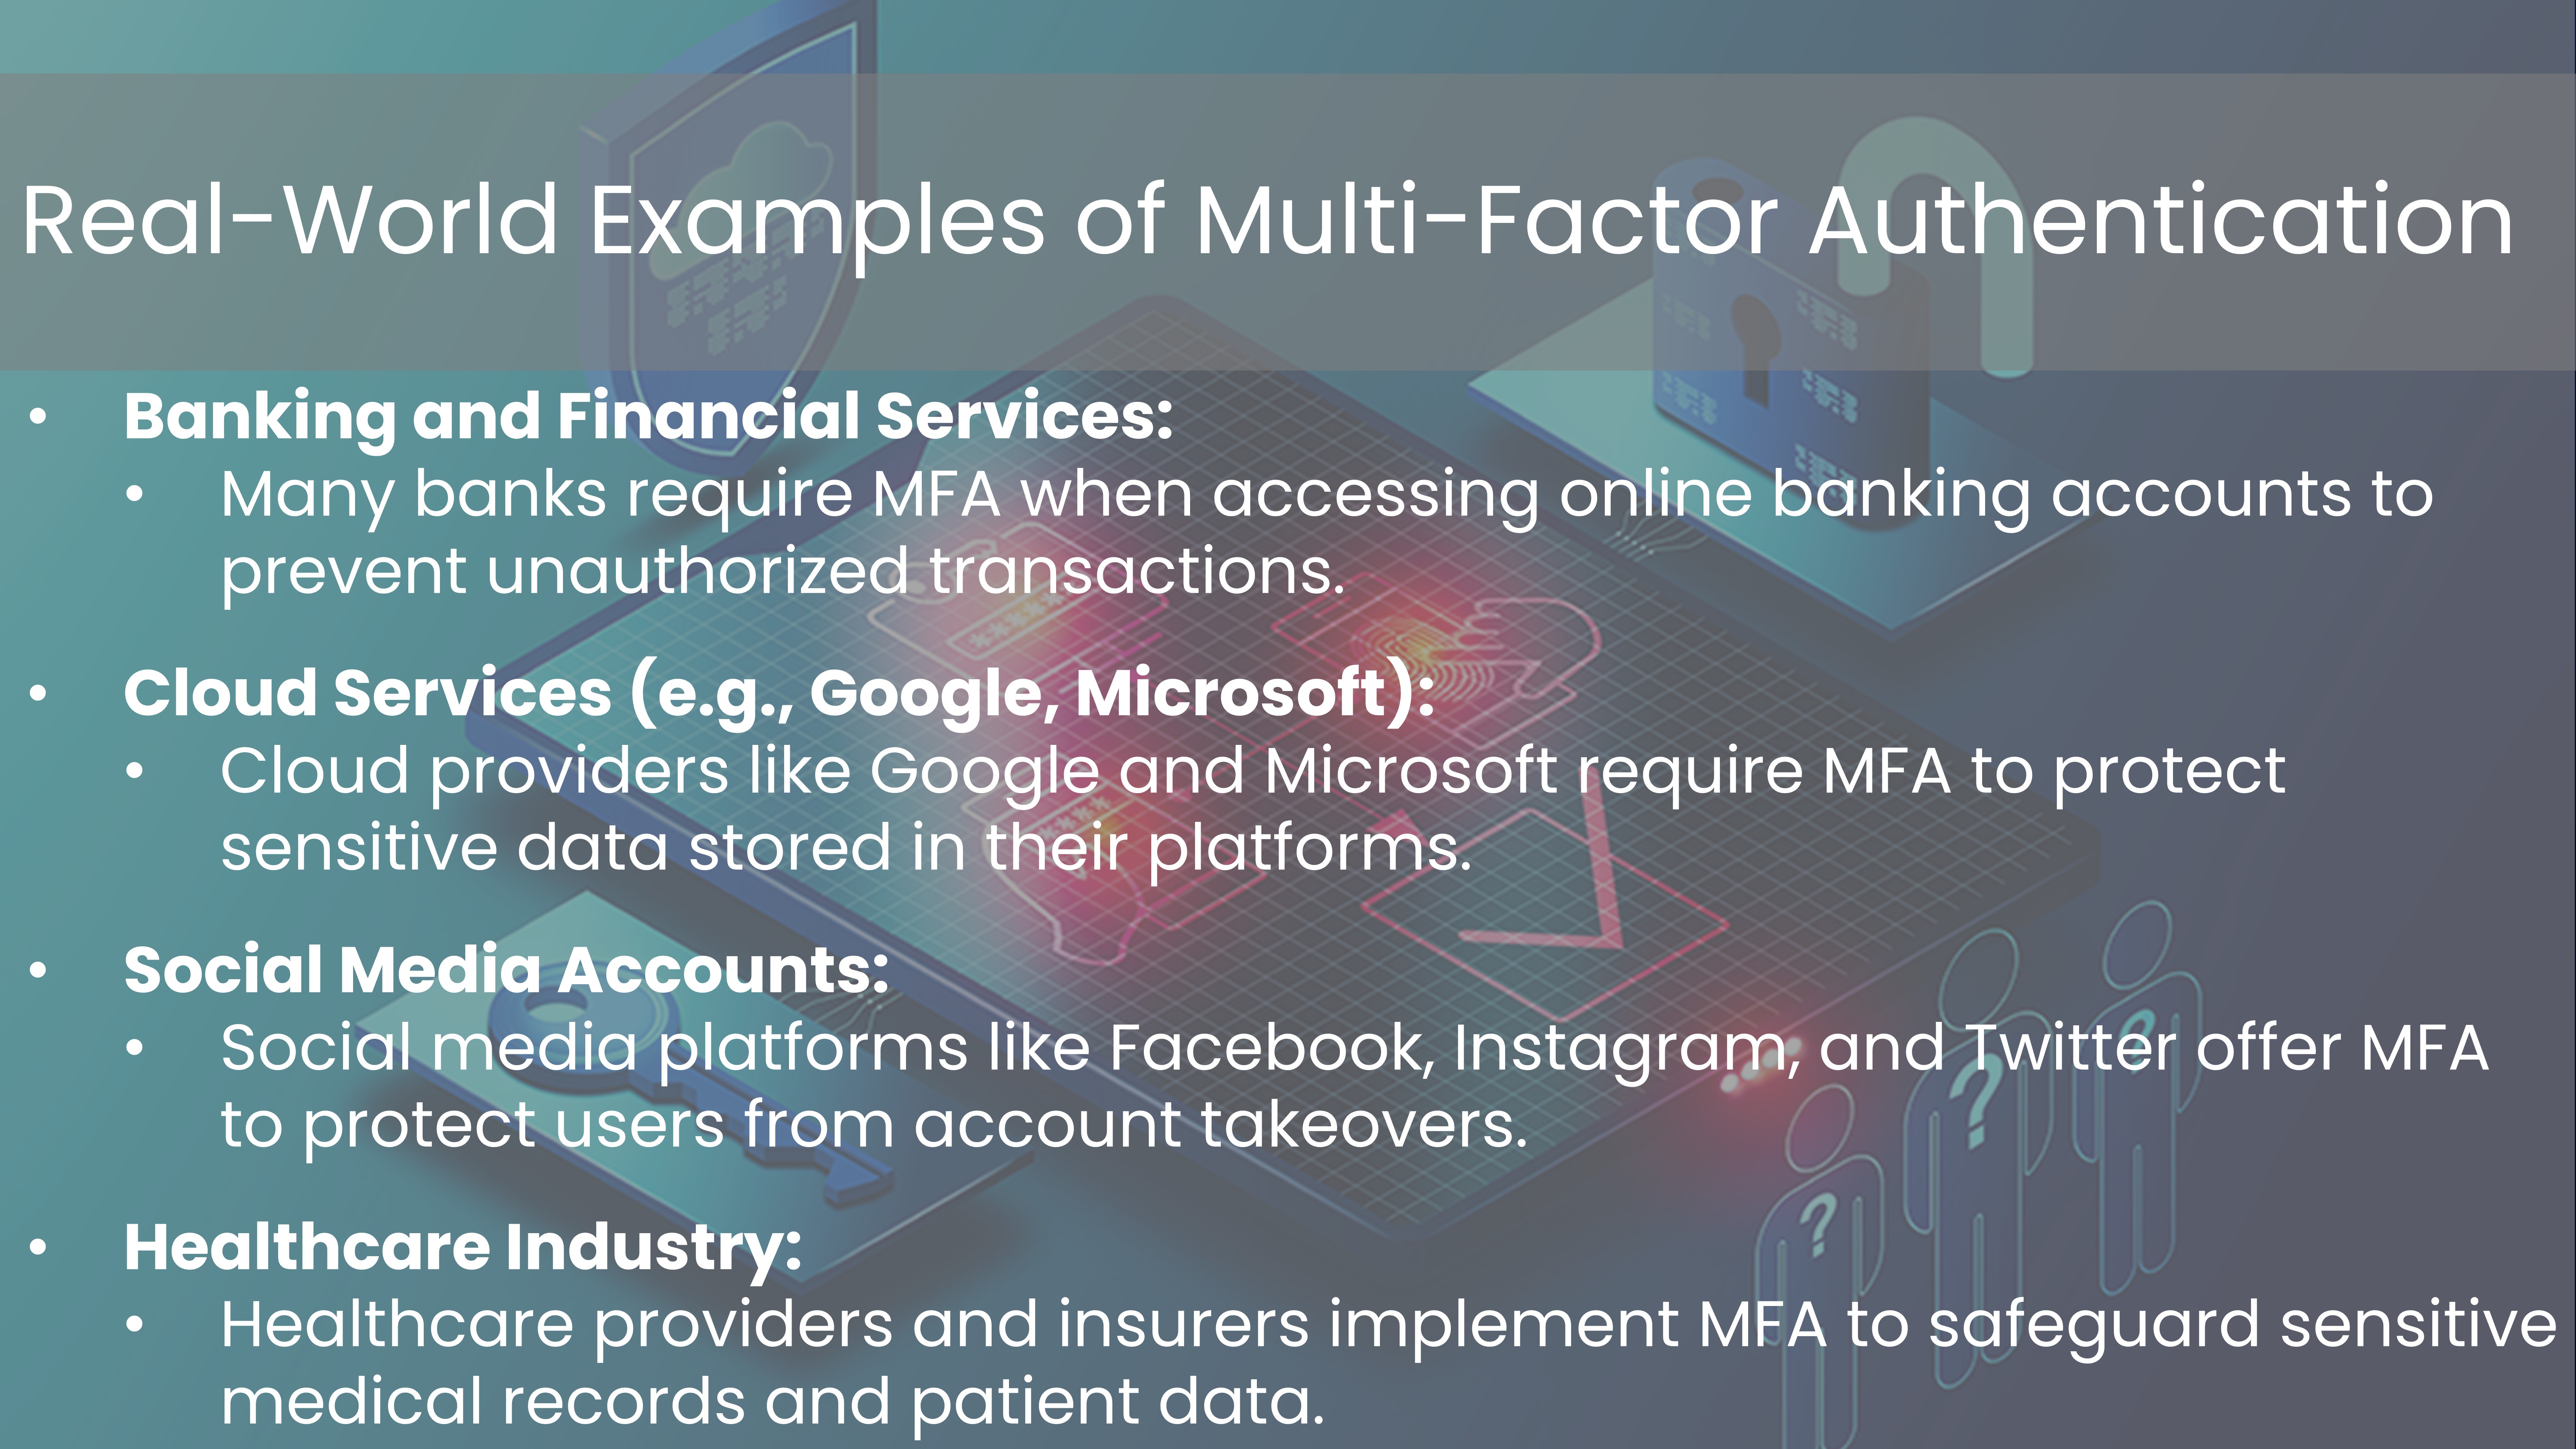 Real-World Examples of Multi-Factor Authentication
• Banking and Financial Services:
• Many banks require MFA when accessing online banking accounts to
prevent unauthorized transactions.
• Cloud Services (e.g., Google, Microsoft):
• Cloud providers like Google and Microsoft require MFA to protect
sensitive data stored in their platforms.
• Social Media Accounts:
• Social media platforms like Facebook, Instagram, and Twitter offer MFA
to protect users from account takeovers.
• Healthcare Industry:
• Healthcare providers and insurers implement MFA to safeguard sensitive
medical records and patient data.